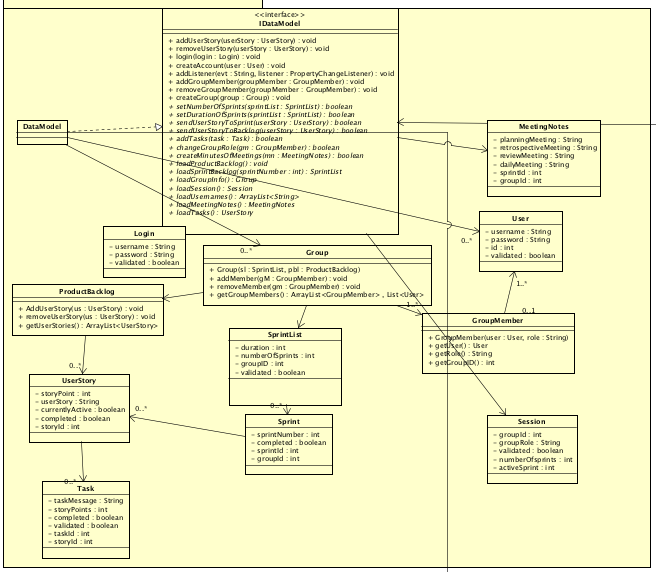 <<interface>>
IDataModel
+ addUserStory(userStory : UserStory) : void
+ removeUserStory(userStory : UserStory) : void
+ login(login : Login) : void
+ createAccount(user : User) : void
+ addListener(evt : String, listener : PropertyChangeListener) : void
+ addGroupMember(groupMember : GroupMember) : void
+ removeGroupMember(groupMember : GroupMember) : void
+ createGroup(group : Group) : void
+ setNumberOfSprints(sprintList : SprintList) : boolean
+ setDurationOfSprints(sprintList : SprintList) : boolean
+ sendUserStoryToSprint(userStory : UserStory) : boolean
+ sendUserStoryToBacklog(userStory : UserStory) : boolean
+ addTasks(task : Task) : boolean
+ changeGroupRole(gm : GroupMember) : boolean
+ createMinutesOfMeetings(mn : MeetingNotes) : boolean
+ loadProductBacklog() : void
+ loadSprintBacklog(sprintNumber : int) : SprintList
+ loadGroupInfo() : Group
+ loadSession() : Session
+ loadUsernames() : ArrayList<String>
+ loadMeetingNotes() : MeetingNotes
+ loadTasks() : UserStory
DataModel
MeetingNotes
- planningMeeting : String
- retrospectiveMeeting : String
- reviewMeeting : String
- dailyMeeting : String
- sprintId : int
- groupId : int
User
- username : String
- password : String
- id : int
- validated : boolean
0..*
Login
- username : String
- password : String
- validated : boolean
0..*
Group
+ Group(sl : SprintList, pbl : ProductBacklog)
+ addMember(gM : GroupMember) : void
+ removeMember(gm : GroupMember) : void
+ getGroupMembers() : ArrayList<GroupMember> , List<User>
1..*
1..*
0..1
ProductBacklog
+ AddUserStory(us : UserStory) : void
+ removeUserStory(us : UserStory) : void
+ getUserStories() : ArrayList<UserStory>
GroupMember
+ GroupMember(user : User, role : String)
+ getUser() : User
+ getRole() : String
+ getGroupID() : int
SprintList
- duration : int
- numberOfSprints : int
- groupID : int
- validated : boolean
0..*
UserStory
- storyPoint : int
- userStory : String
- currentlyActive : boolean
- completed : boolean
- storyId : int
0..*
0..*
Sprint
- sprintNumber : int
- completed : boolean
- sprintId : int
- groupId : int
Session
- groupId : int
- groupRole : String
- validated : boolean
- numberOfsprints : int
- activeSprint : int
0..*
Task
- taskMessage : String
- storyPoints : int
- completed : boolean
- validated : boolean
- taskId : int
- storyId : int